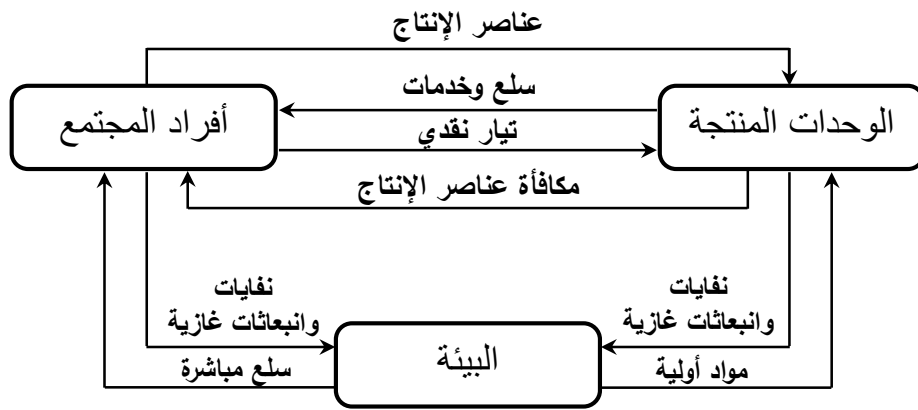 عناصر الإنتاج
سلع وخدمات
الوحدات المنتجة
أفراد المجتمع
تيار نقدي
مكافأة عناصر الإنتاج
نفايات
وانبعاثات غازية
نفايات
وانبعاثات غازية
البيئة
مواد أولية
سلع مباشرة